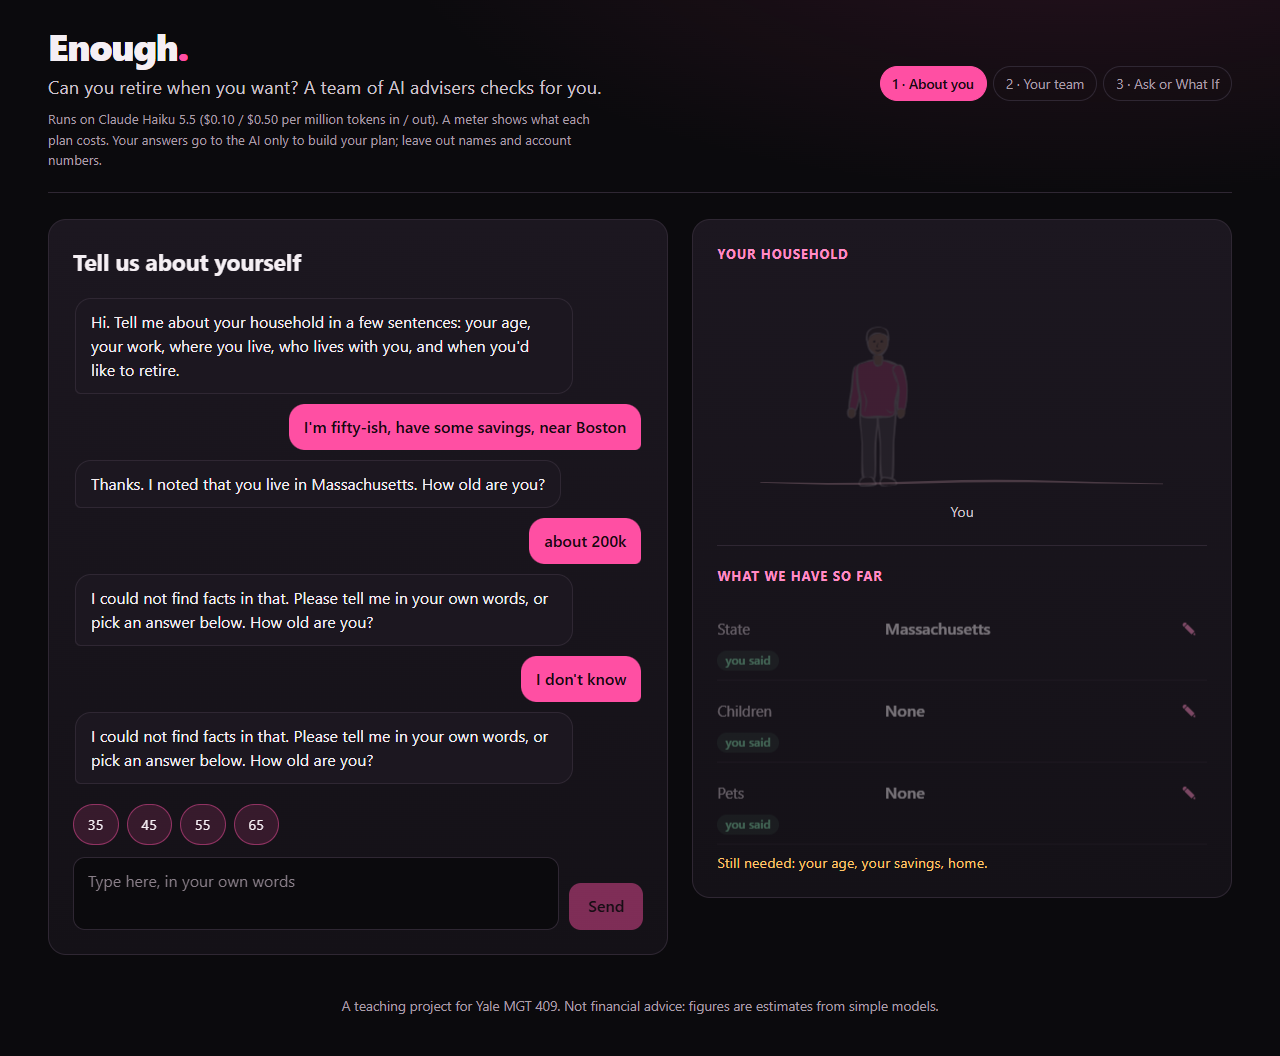 Enough.
Can you retire when you want? A team of AI advisers checks for you.
Runs on Claude Haiku 5.5 ($0.10 / $0.50 per million tokens in / out). A meter shows what each
plan costs. Your answers go to the AI only to build your plan; leave out names and account
numbers.
1 · About you
2 · Your team
3 · Ask or What If
Tell us about yourself
Hi. Tell me about your household in a few sentences: your age,
your work, where you live, who lives with you, and when you'd
like to retire.
I'm fifty-ish, have some savings, near Boston
Thanks. I noted that you live in Massachusetts. How old are you?
about 200k
I could not find facts in that. Please tell me in your own words, or
pick an answer below. How old are you?
I don't know
I could not find facts in that. Please tell me in your own words, or
pick an answer below. How old are you?
35
45
55
65
Type here, in your own words
Send
YOUR HOUSEHOLD
You
WHAT WE HAVE SO FAR
State Massachusetts
you said
Children None
you said
Pets None
you said
Still needed: your age, your savings, home.
A teaching project for Yale MGT 409. Not financial advice: figures are estimates from simple models.